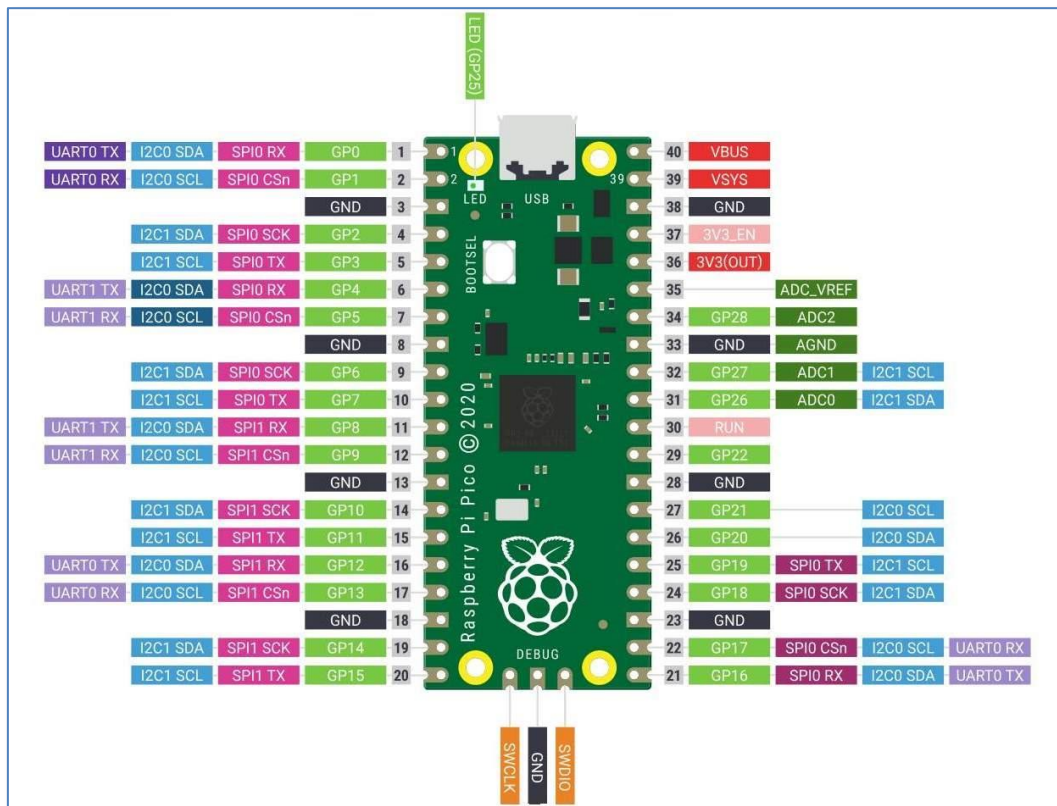 LED (GP25)
UART0 TX I2C0 SDA SPI0 RX GP0 1 1 40 VBUS
UART0 RX I2C0 SCL SPI0 CSn GP1 2 2 39 39 VSYS
LED USB
GND 3 38 GND
I2C1 SDA SPI0 SCK GP2 4 37 3V3_EN
I2C1 SCL SPI0 TX GP3 5 36 3V3(OUT)
BOOTSEL
UART1 TX I2C0 SDA SPI0 RX GP4 6 35 ADC_VREF
UART1 RX I2C0 SCL SPI0 CSn GP5 7 34 GP28 ADC2
GND 8 33 GND AGND
I2C1 SDA SPI0 SCK GP6 9 32 GP27 ADC1 I2C1 SCL
I2C1 SCL SPI0 TX GP7 10 31 GP26 ADC0 I2C1 SDA
UART1 TX I2C0 SDA SPI1 RX GP8 11 30 RUN
UART1 RX I2C0 SCL SPI1 CSn GP9 12 29 GP22
GND 13 28 GND
Raspberry Pi Pico © 2020
I2C1 SDA SPI1 SCK GP10 14 27 GP21 I2C0 SCL
I2C1 SCL SPI1 TX GP11 15 26 GP20 I2C0 SDA
UART0 TX I2C0 SDA SPI1 RX GP12 16 25 GP19 SPI0 TX I2C1 SCL
UART0 RX I2C0 SCL SPI1 CSn GP13 17 24 GP18 SPI0 SCK I2C1 SDA
GND 18 23 GND
I2C1 SDA SPI1 SCK GP14 19 22 GP17 SPI0 CSn I2C0 SCL UART0 RX
DEBUG
I2C1 SCL SPI1 TX GP15 20 21 GP16 SPI0 RX I2C0 SDA UART0 TX
SWCLK GND SWDIO